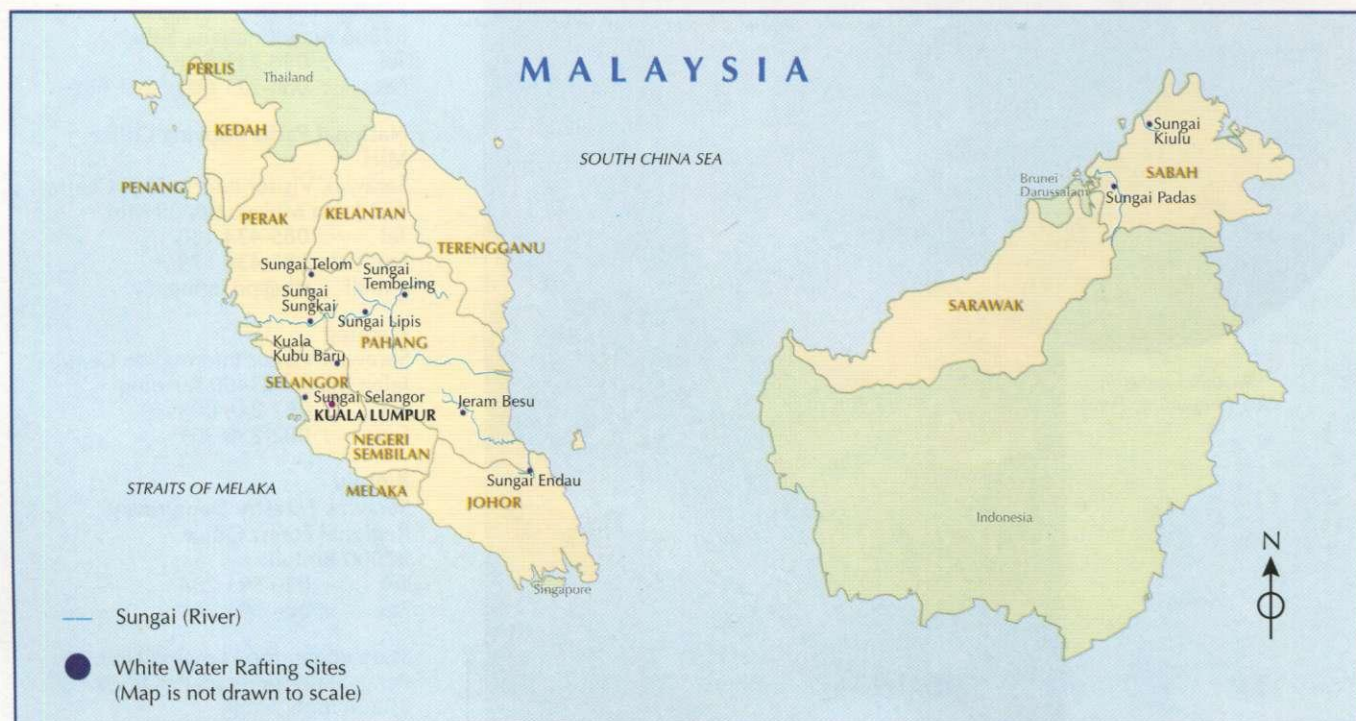 MALAYSIA
PERLIS
Thailand
KEDAH
SOUTH CHINA SEA
PENANG
PERAK
KELANTAN
TERENGGANU
Sungai Telom
Sungai
Tembeling
Sungai
Sungkai
Sungai Lipis
Kuala
Kubu Baru
PAHANG
SELANGOR
Sungai Selangor
KUALA LUMPUR
Jeram Besu
NEGERI
SEMBILAN
STRAITS OF MELAKA
MELAKA
JOHOR
Sungai Endau
Singapore
Sungai
Kiulu
SABAH
Brunei
Darussalam
Sungai Padas
SARAWAK
Indonesia
N
Sungai (River)
White Water Rafting Sites
(Map is not drawn to scale)